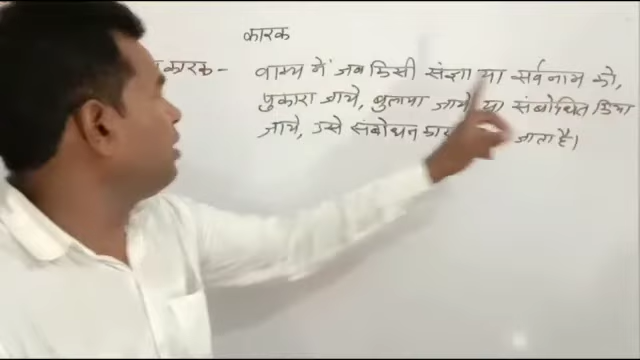 कारक
कारक - वाक्य में जब किसी संज्ञा या सर्वनाम को,
पुकारा जाये, बुलाया जाये या संबोधित किया
जाये, उसे संबोधन जाता है।